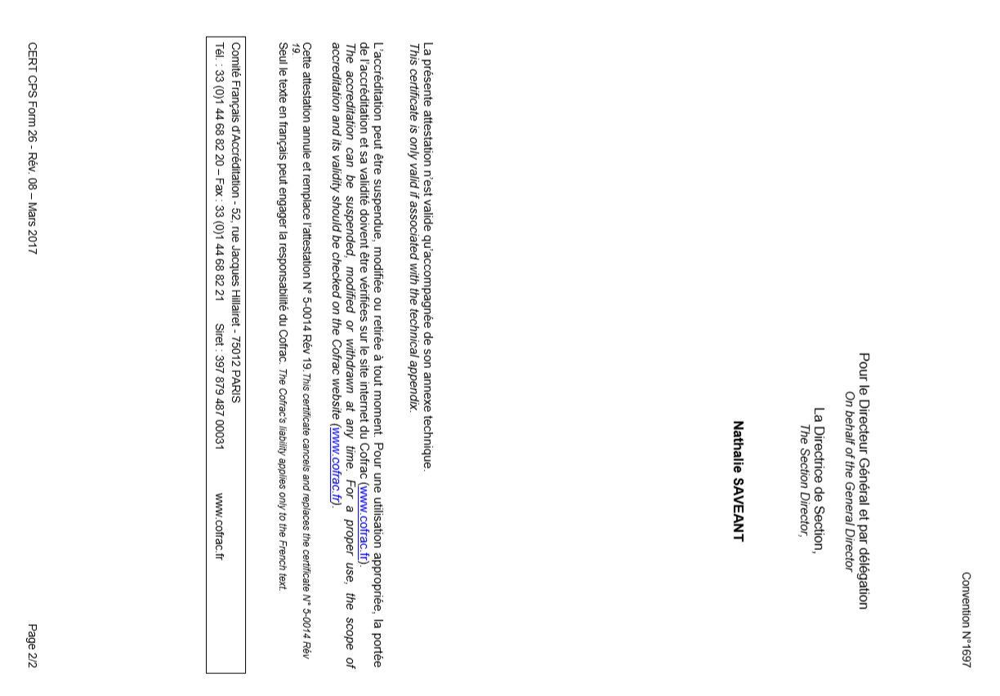 Convention N°1697
Pour le Directeur Général et par délégation
On behalf of the General Director
La Directrice de Section,
The Section Director,
Nathalie SAVEANT
La présente attestation n'est valide qu'accompagnée de son annexe technique.
This certificate is only valid if associated with the technical appendix.
L'accréditation peut être suspendue, modifiée ou retirée à tout moment. Pour une utilisation appropriée, la portée
de l'accréditation et sa validité doivent être vérifiées sur le site internet du Cofrac (www.cofrac.fr).
The accreditation can be suspended, modified or withdrawn at any time. For a proper use, the scope of
accreditation and its validity should be checked on the Cofrac website (www.cofrac.fr).
Cette attestation annule et remplace l'attestation N° 5-0014 Rév 19.This certificate cancels and replaces the certificate N° 5-0014 Rév
19.
Seul le texte en français peut engager la responsabilité du Cofrac. The Cofrac's liability applies only to the French text.
Comité Français d'Accréditation - 52, rue Jacques Hillairet - 75012 PARIS
Tél. : 33 (0)1 44 68 82 20 – Fax : 33 (0)1 44 68 82 21 Siret : 397 879 487 00031 www.cofrac.fr
CERT CPS Form 26 - Rév. 08 – Mars 2017 Page 2/2